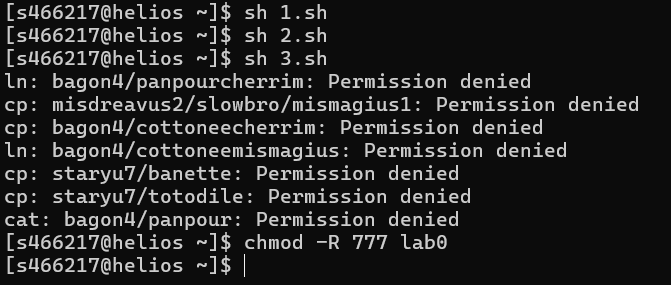 [s466217@helios ~]$ sh 1.sh
[s466217@helios ~]$ sh 2.sh
[s466217@helios ~]$ sh 3.sh
ln: bagon4/panpourcherrim: Permission denied
cp: misdreavus2/slowbro/mismagius1: Permission denied
cp: bagon4/cottoneecherrim: Permission denied
ln: bagon4/cottoneemismagius: Permission denied
cp: staryu7/banette: Permission denied
cp: staryu7/totodile: Permission denied
cat: bagon4/panpour: Permission denied
[s466217@helios ~]$ chmod -R 777 lab0
[s466217@helios ~]$